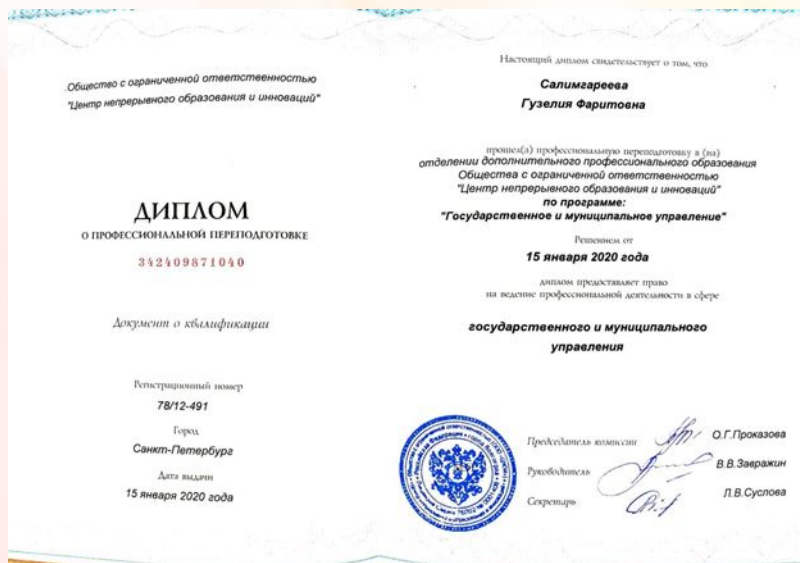 Общество с ограниченной ответственностью
"Центр непрерывного образования и инноваций"
ДИПЛОМ
О ПРОФЕССИОНАЛЬНОЙ ПЕРЕПОДГОТОВКЕ
342409871040
Документ о квалификации
Регистрационный номер
78/12-491
Город
Санкт-Петербург
Дата выдачи
15 января 2020 года
Настоящий диплом свидетельствует о том, что
Салимгареева
Гузелия Фаритовна
прошел(а) профессиональную переподготовку в (на)
отделении дополнительного профессионального образования
Общества с ограниченной ответственностью
"Центр непрерывного образования и инноваций"
по программе:
"Государственное и муниципальное управление"
Решением от
15 января 2020 года
диплом предоставляет право
на ведение профессиональной деятельности в сфере
государственного и муниципального
управления
Председатель комиссии О.Г.Проказова
Руководитель В.В.Завражин
Секретарь Л.В.Суслова